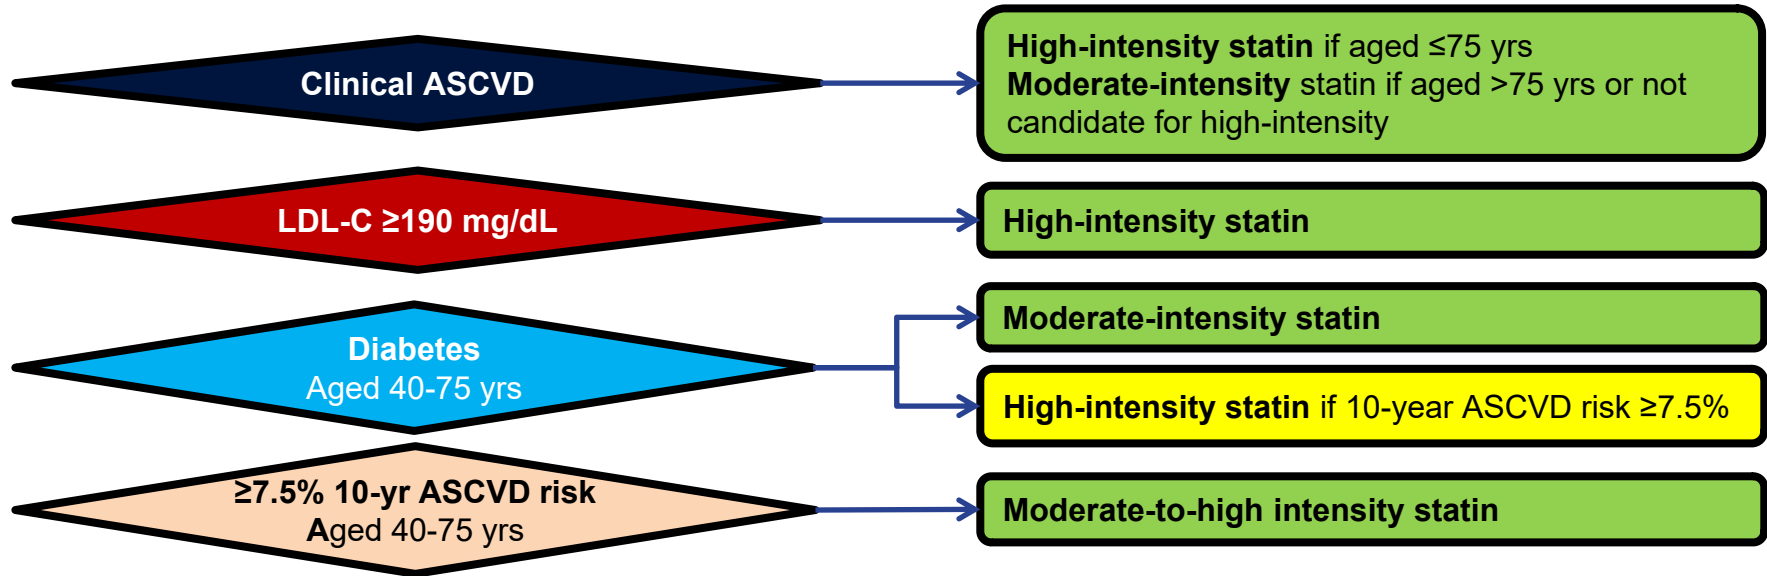 Clinical ASCVD
High-intensity statin if aged ≤75 yrs
Moderate-intensity statin if aged >75 yrs or not
candidate for high-intensity
LDL-C ≥190 mg/dL
High-intensity statin
Diabetes
Aged 40-75 yrs
Moderate-intensity statin
High-intensity statin if 10-year ASCVD risk ≥7.5%
≥7.5% 10-yr ASCVD risk
Aged 40-75 yrs
Moderate-to-high intensity statin